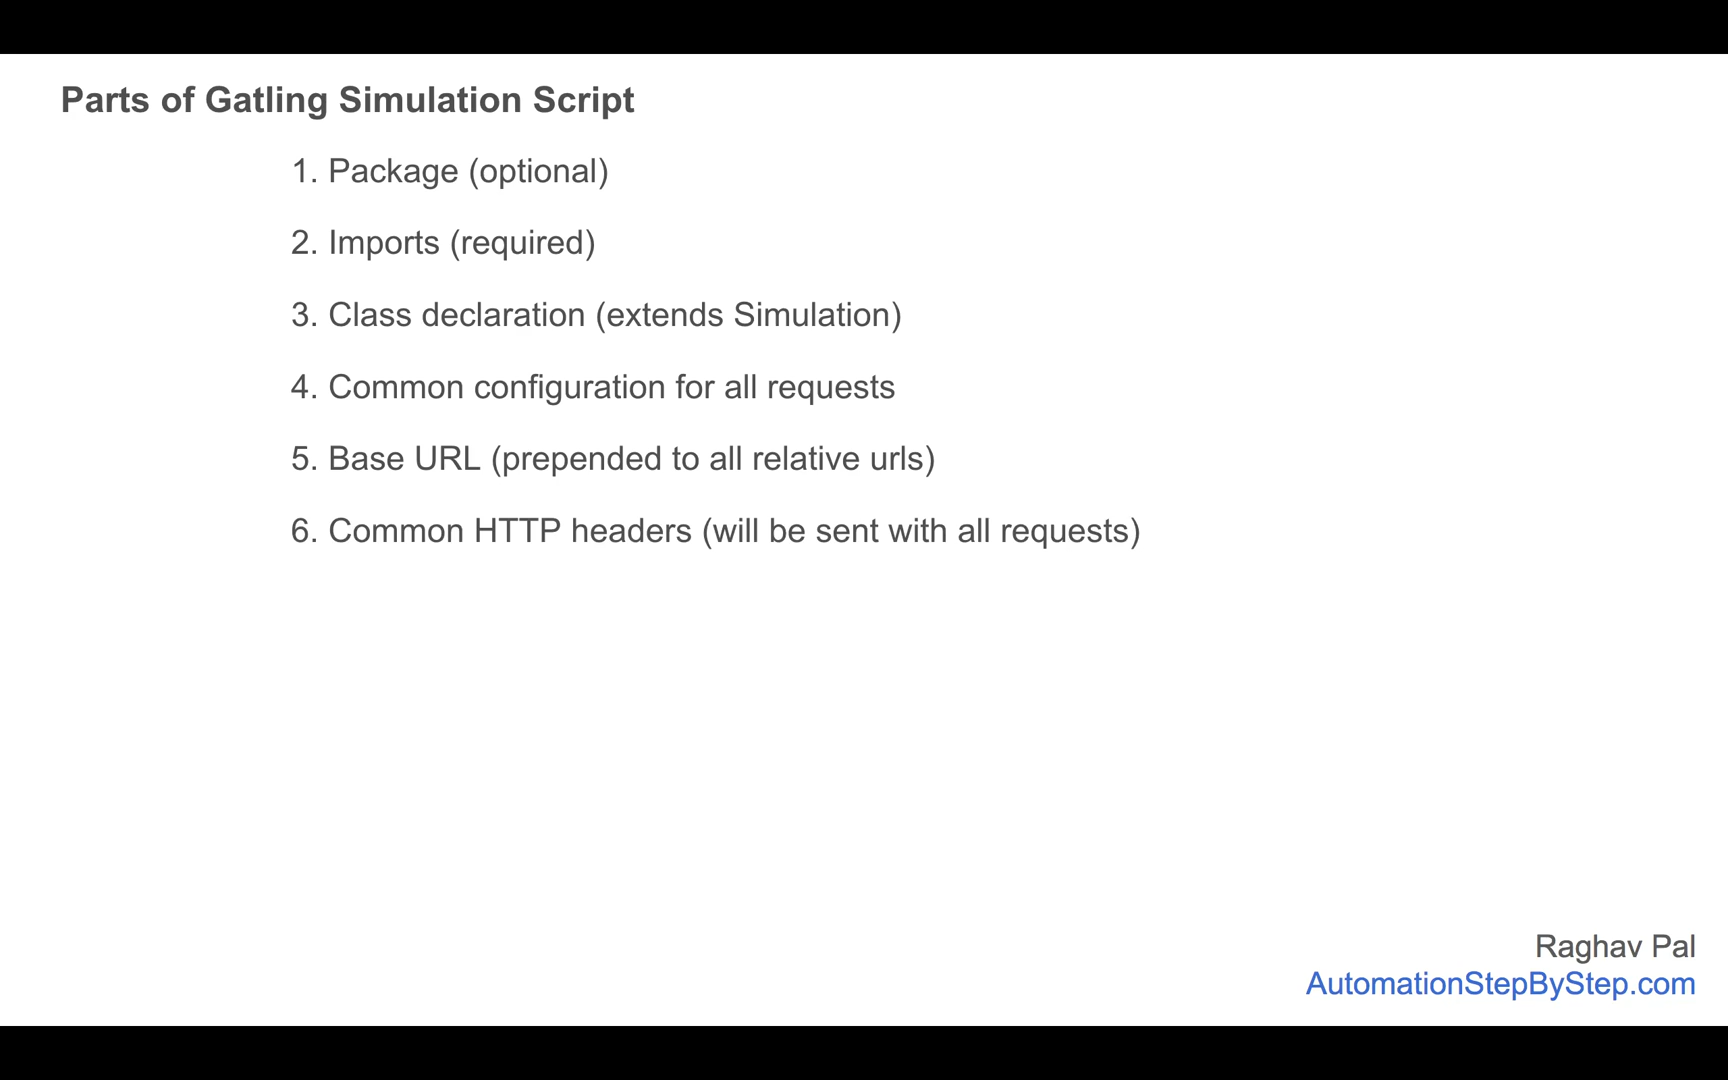 Parts of Gatling Simulation Script
1. Package (optional)
2. Imports (required)
3. Class declaration (extends Simulation)
4. Common configuration for all requests
5. Base URL (prepended to all relative urls)
6. Common HTTP headers (will be sent with all requests)
Raghav Pal
AutomationStepByStep.com